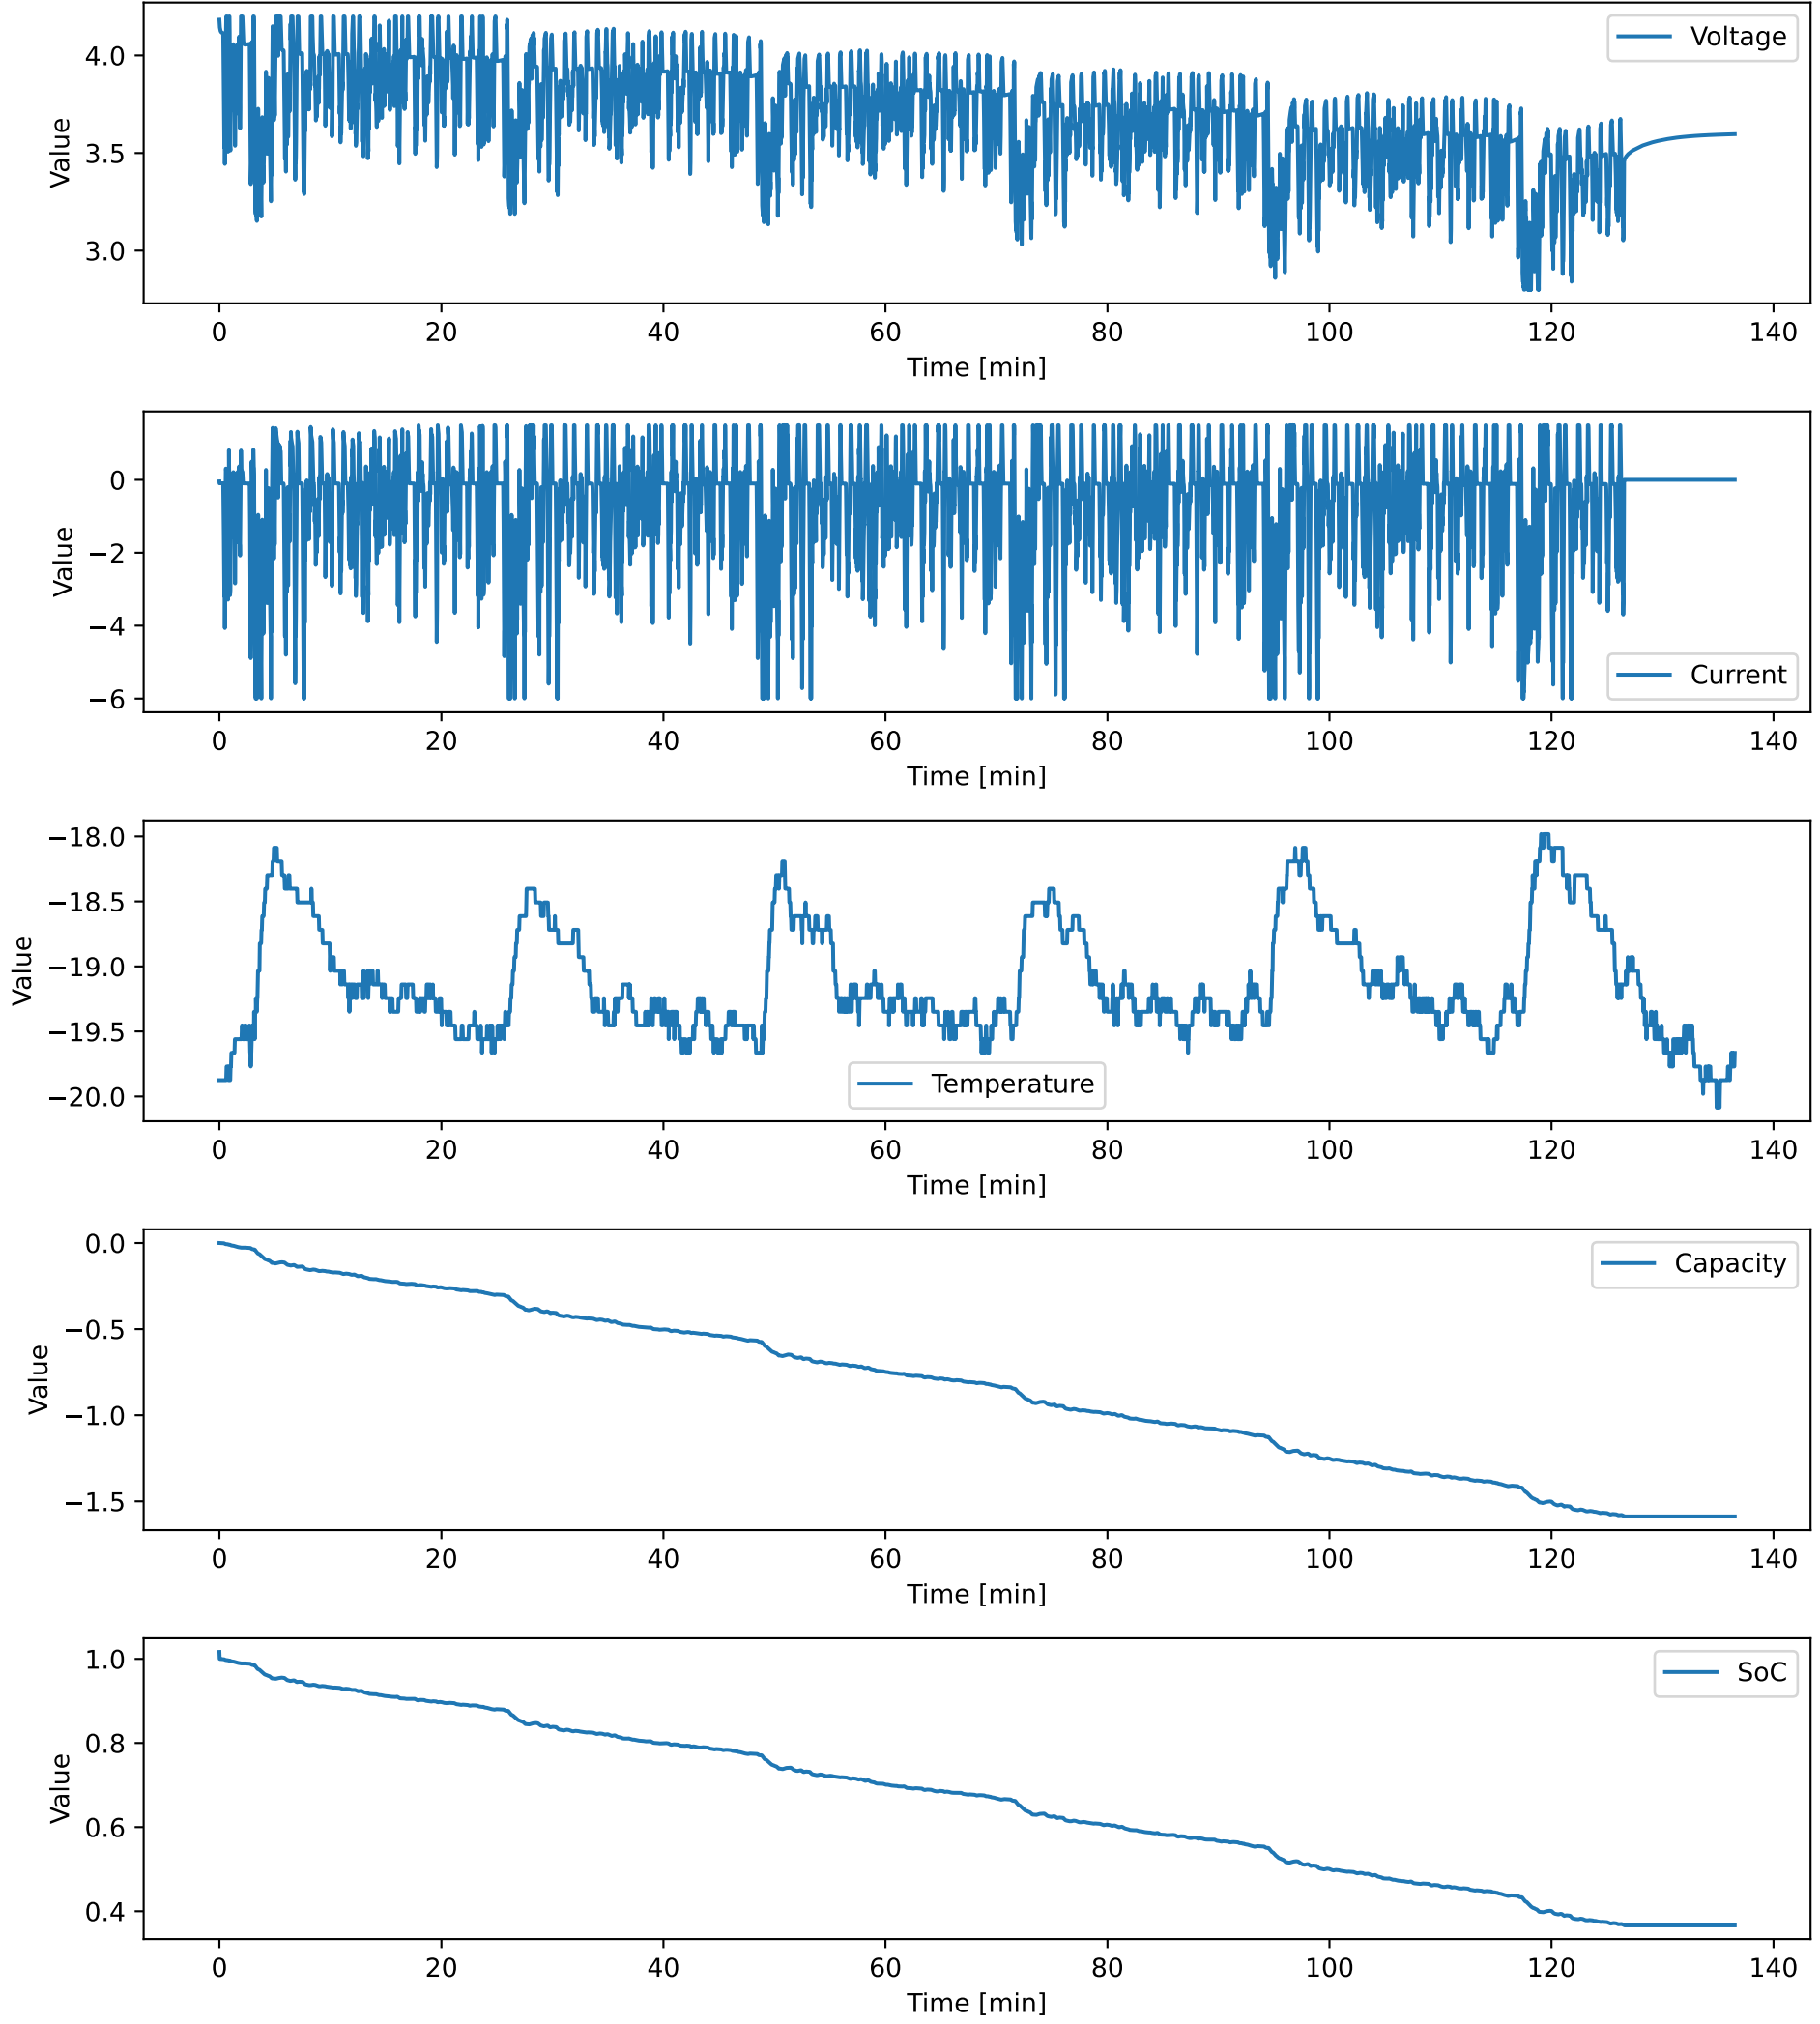 4.0
3.5
3.0
Value
Voltage
0 20 40 60 80 100 120 140
Time [min]
0
−2
−4
−6
Value
Current
0 20 40 60 80 100 120 140
Time [min]
−18.0
−18.5
−19.0
−19.5
−20.0
Value
Temperature
0 20 40 60 80 100 120 140
Time [min]
0.0
−0.5
−1.0
−1.5
Value
Capacity
0 20 40 60 80 100 120 140
Time [min]
1.0
0.8
0.6
0.4
Value
SoC
0 20 40 60 80 100 120 140
Time [min]